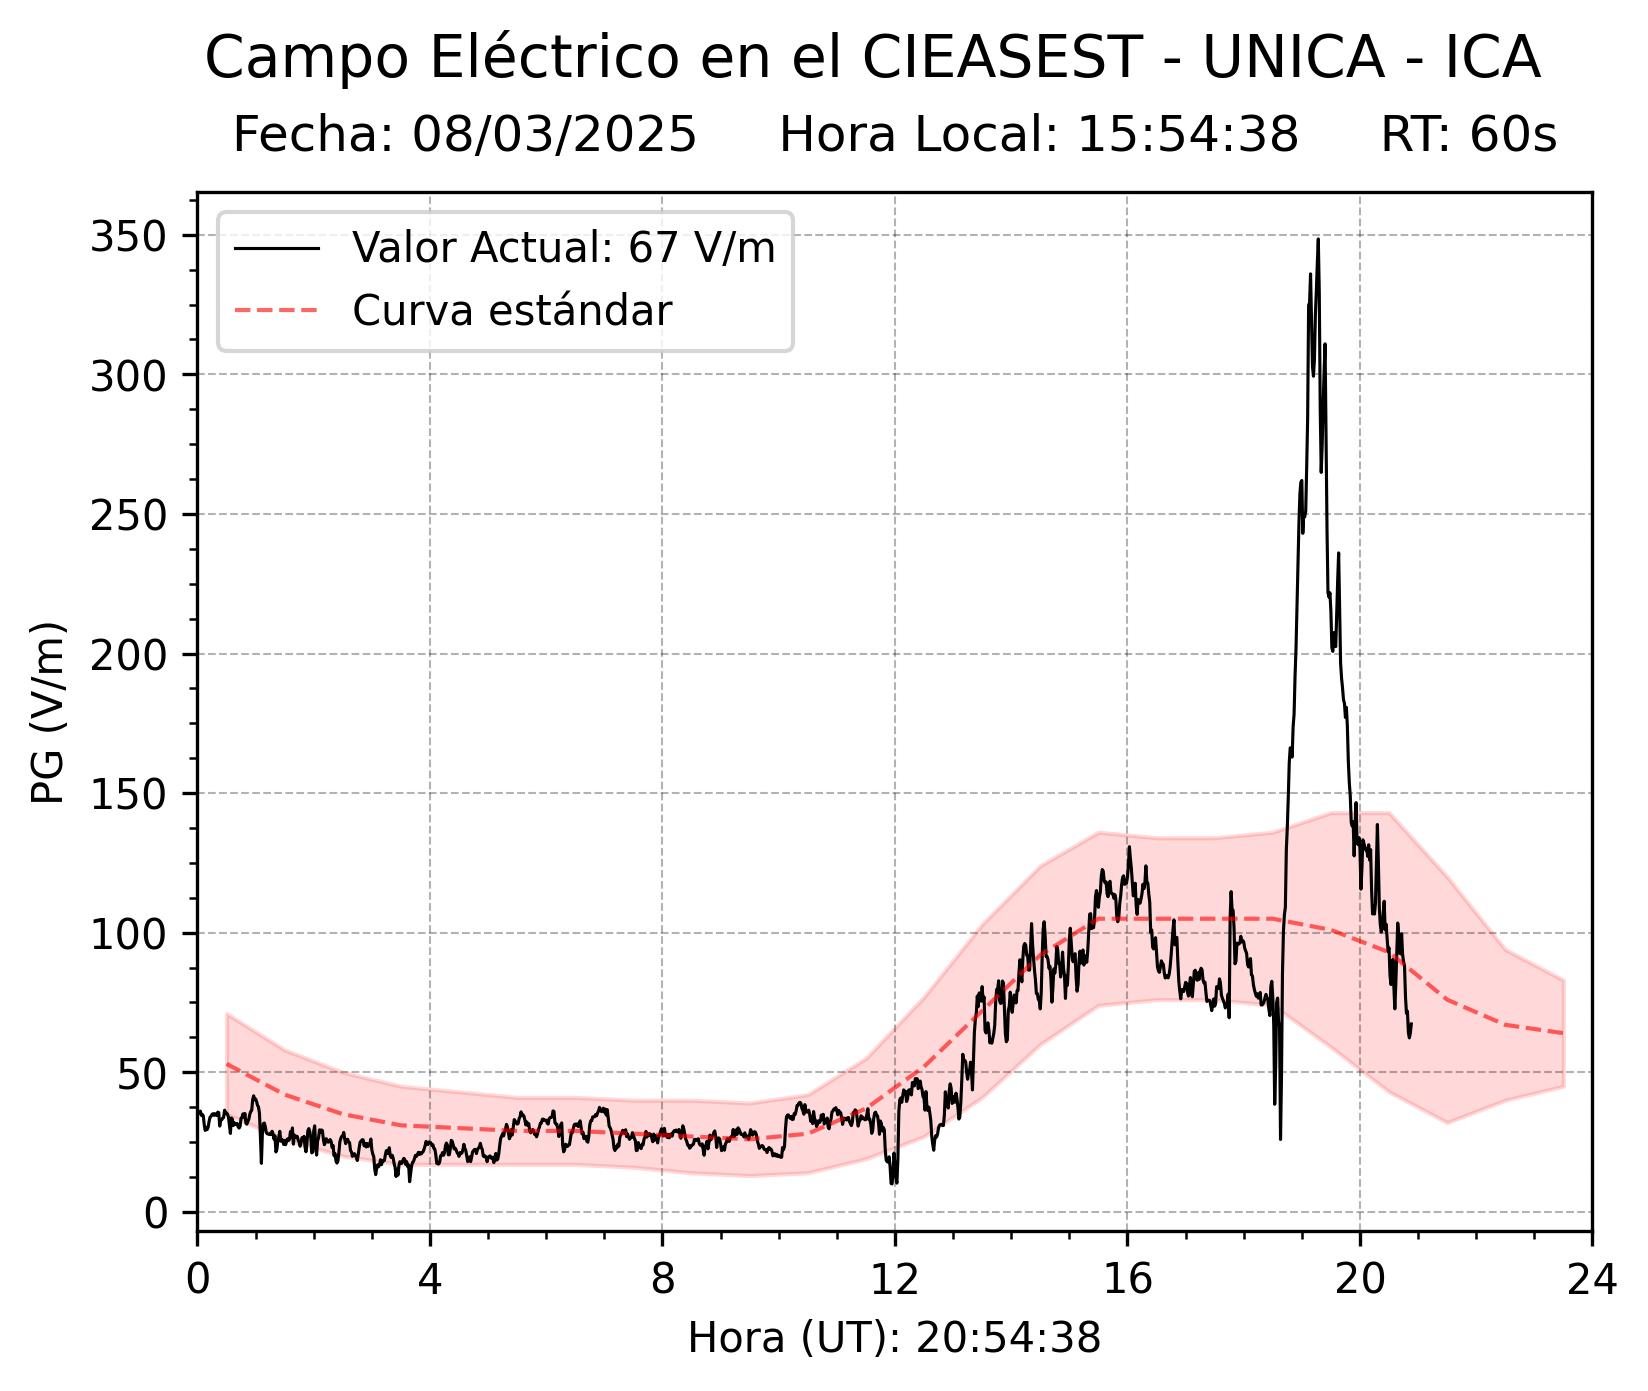 Campo Eléctrico en el CIEASEST - UNICA - ICA
Fecha: 08/03/2025 Hora Local: 15:54:38 RT: 60s
Valor Actual: 67 V/m
Curva estándar
PG (V/m)
350
300
250
200
150
100
50
0
0 4 8 12 16 20 24
Hora (UT): 20:54:38